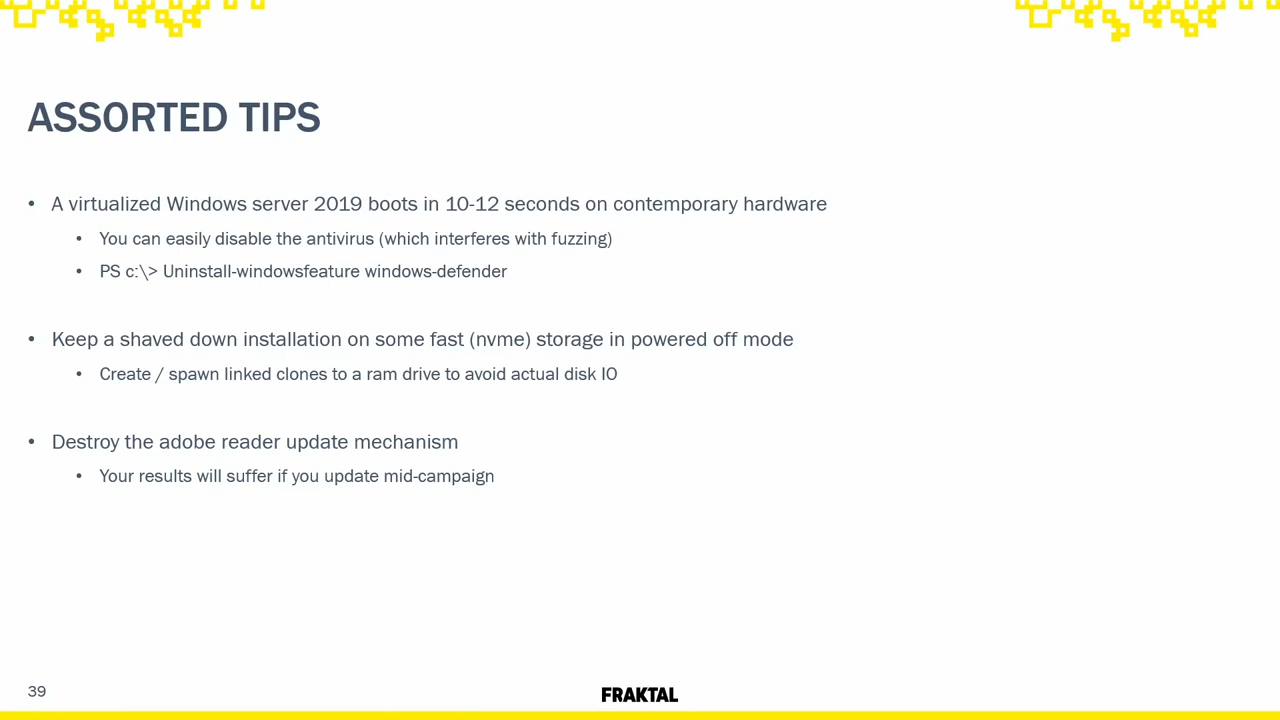 ASSORTED TIPS
• A virtualized Windows server 2019 boots in 10-12 seconds on contemporary hardware
• You can easily disable the antivirus (which interferes with fuzzing)
• PS c:\> Uninstall-windowsfeature windows-defender
• Keep a shaved down installation on some fast (nvme) storage in powered off mode
• Create / spawn linked clones to a ram drive to avoid actual disk IO
• Destroy the adobe reader update mechanism
• Your results will suffer if you update mid-campaign
39
FRAKTAL